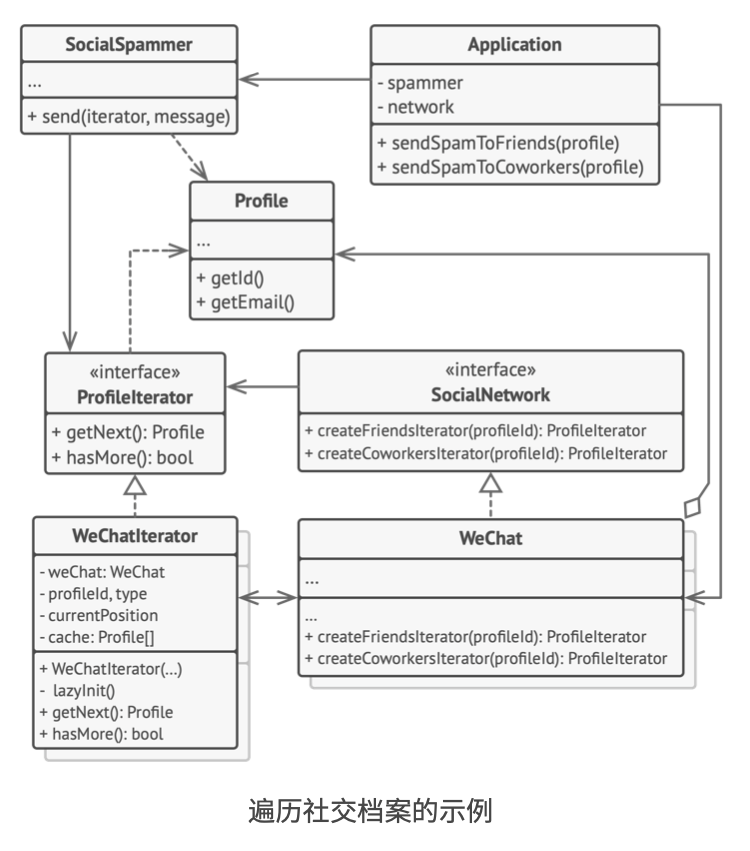 SocialSpammer
...
+ send(iterator, message)
Application
- spammer
- network
+ sendSpamToFriends(profile)
+ sendSpamToCoworkers(profile)
Profile
...
+ getId()
+ getEmail()
«interface»
ProfileIterator
+ getNext(): Profile
+ hasMore(): bool
«interface»
SocialNetwork
+ createFriendsIterator(profileId): ProfileIterator
+ createCoworkersIterator(profileId): ProfileIterator
WeChatIterator
- weChat: WeChat
- profileId, type
- currentPosition
- cache: Profile[]
+ WeChatIterator(...)
- lazyInit()
+ getNext(): Profile
+ hasMore(): bool
WeChat
...
...
+ createFriendsIterator(profileId): ProfileIterator
+ createCoworkersIterator(profileId): ProfileIterator
遍历社交档案的示例